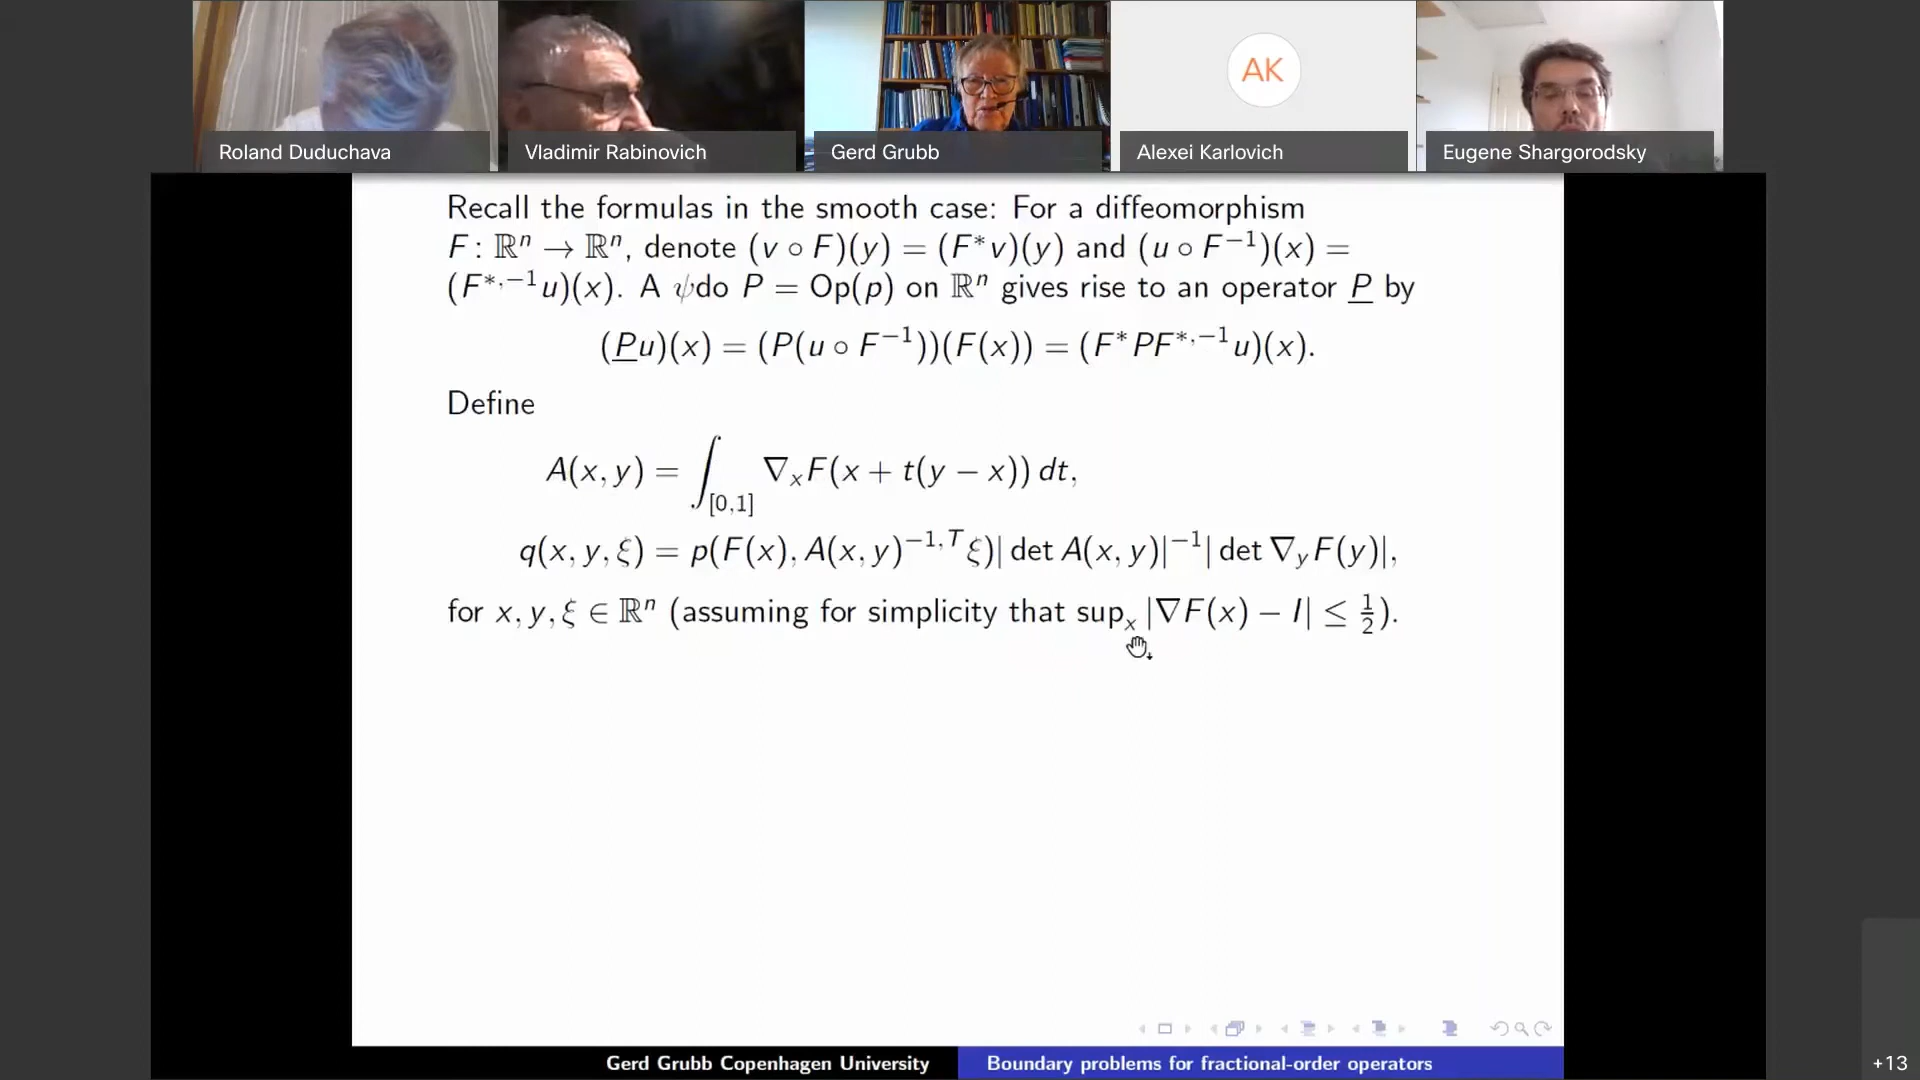 Roland Duduchava
Vladimir Rabinovich
Gerd Grubb
AK
Alexei Karlovich
Eugene Shargorodsky
Recall the formulas in the smooth case: For a diffeomorphism
F: ℝⁿ → ℝⁿ, denote (v ∘ F)(y) = (F*v)(y) and (u ∘ F⁻¹)(x) =
(F*,⁻¹u)(x). A ψdo P = Op(p) on ℝⁿ gives rise to an operator P̲ by
(P̲u)(x) = (P(u ∘ F⁻¹))(F(x)) = (F*PF*,⁻¹u)(x).
Define
A(x, y) = ∫_[0,1] ∇ₓF(x + t(y − x)) dt,
q(x, y, ξ) = p(F(x), A(x, y)^{−1,T}ξ)| det A(x, y)|⁻¹| det ∇_yF(y)|,
for x, y, ξ ∈ ℝⁿ (assuming for simplicity that supₓ |∇F(x) − I| ≤ ½).
Gerd Grubb Copenhagen University
Boundary problems for fractional-order operators
+13